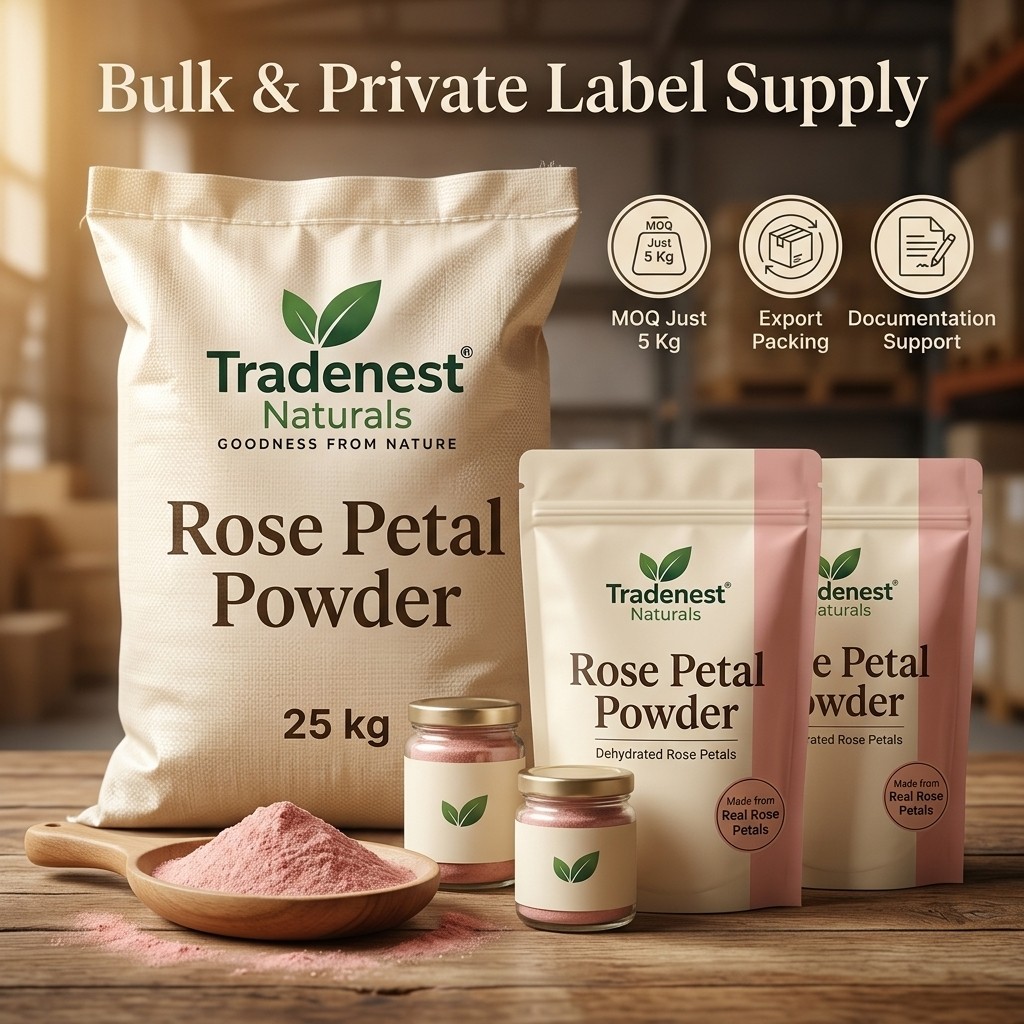 Bulk & Private Label Supply
MOQ
Just
5 Kg
MOQ Just
5 Kg
Export
Packing
Documentation
Support
Tradenest®
Naturals
GOODNESS FROM NATURE
Rose Petal
Powder
25 kg
Tradenest®
Naturals
Rose Petal
Powder
Dehydrated Rose Petals
Made from
Real Rose
Petals
denest®
aturals
e Petal
owder
rated Rose Petals
Made from
Real Rose
Petals